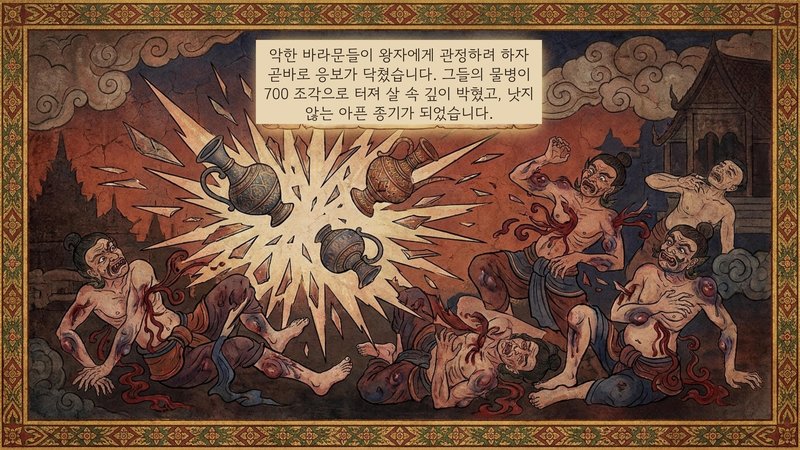 악한 바라문들이 왕자에게 관정하려 하자
곧바로 응보가 닥쳤습니다. 그들의 물병이
700 조각으로 터져 살 속 깊이 박혔고, 낫지
않는 아픈 종기가 되었습니다.